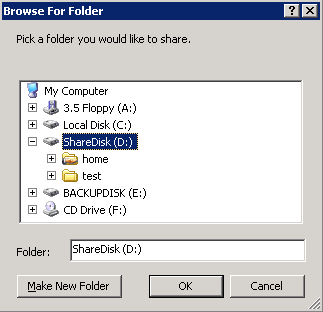 Browse For Folder
Pick a folder you would like to share.
My Computer
3.5 Floppy (A:)
Local Disk (C:)
ShareDisk (D:)
home
test
BACKUPDISK (E:)
CD Drive (F:)
Folder: ShareDisk (D:)
Make New Folder OK Cancel